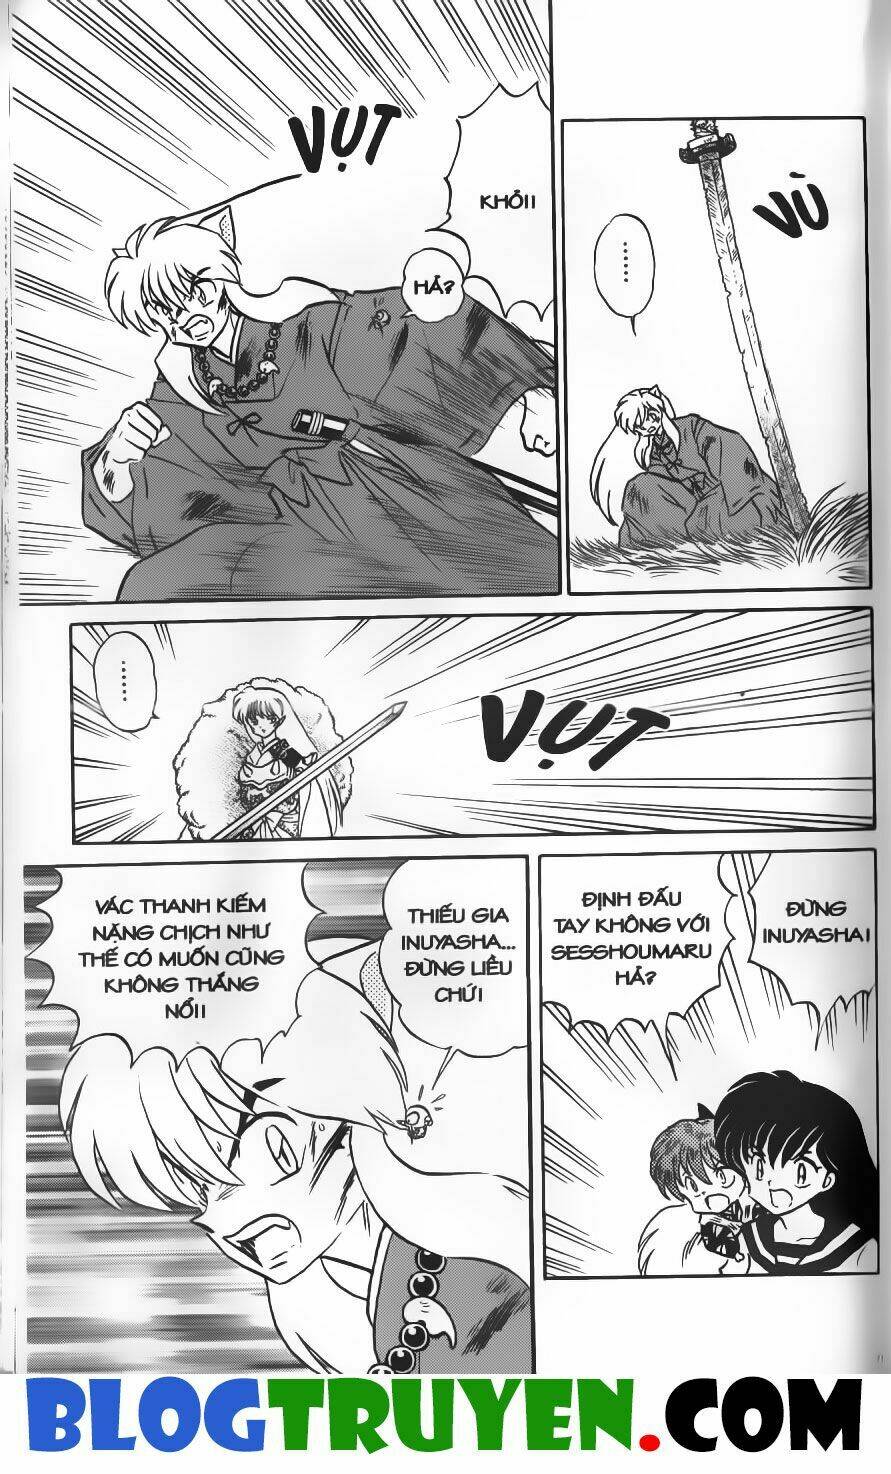 VÙ
......
KHỎI!
HẢ?
VỤT
......
VỤT
ĐỪNG
INUYASHA!
ĐỊNH ĐẤU
TAY KHÔNG VỚI
SESSHOUMARU
HẢ?
THIẾU GIA
INUYASHA...
ĐỪNG LIỀU
CHỨ!
VÁC THANH KIẾM
NẶNG CHỊCH NHƯ
THẾ CÓ MUỐN CŨNG
KHÔNG THẮNG
NỔI!
BLOGTRUYEN.COM